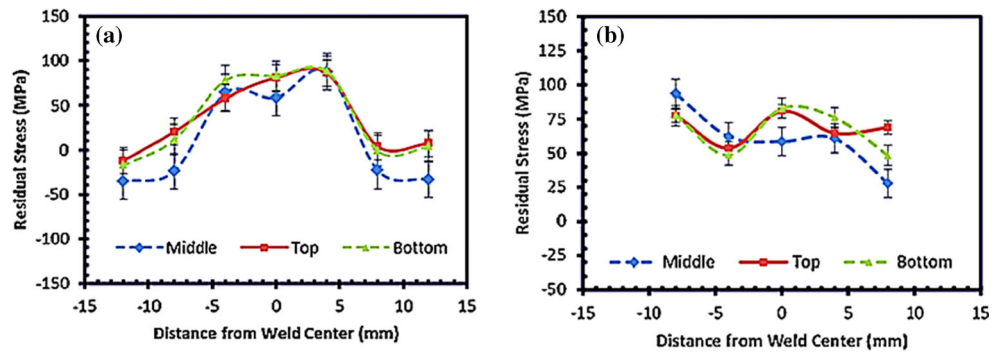 (a)
Residual Stress (MPa)
150
100
50
0
-50
-100
-150
Middle Top Bottom
-15 -10 -5 0 5 10 15
Distance from Weld Center (mm)
(b)
Residual Stress (MPa)
150
125
100
75
50
25
0
25
50
Middle Top Bottom
-15 -10 -5 0 5 10 15
Distance from Weld Center (mm)